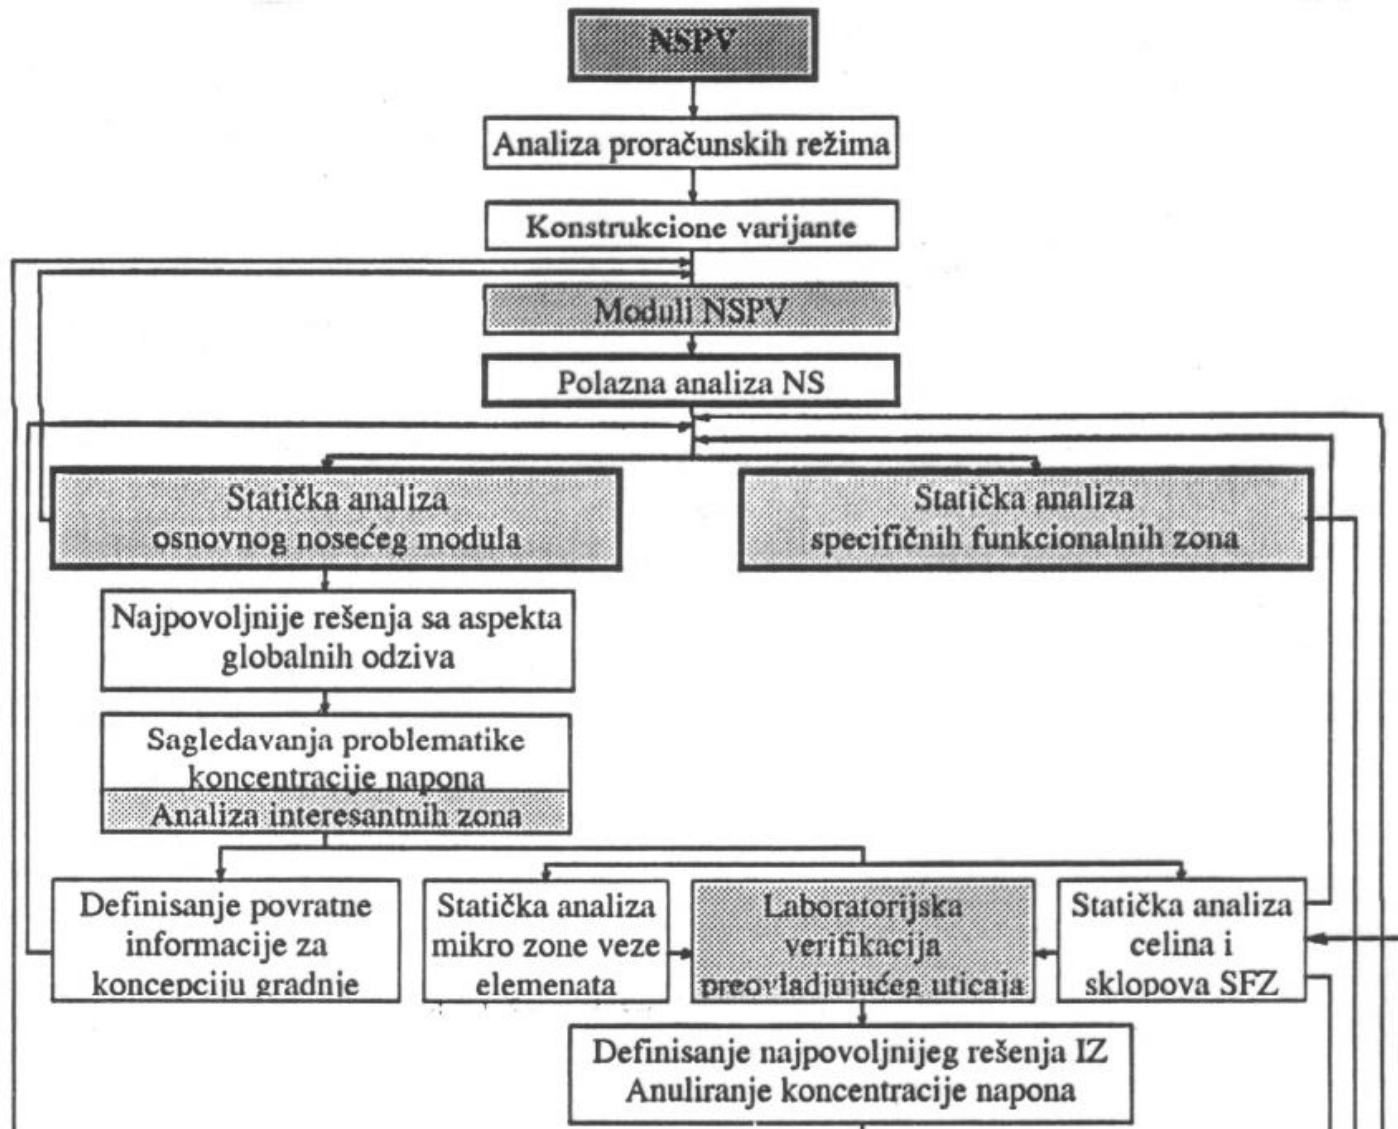 NSPV
Analiza proračunskih režima
Konstrukcione varijante
Moduli NSPV
Polazna analiza NS
Statička analiza
osnovnog nosećeg modula
Statička analiza
specifičnih funkcionalnih zona
Najpovoljnije rešenja sa aspekta
globalnih odziva
Sagledavanja problematike
koncentracije napona
Analiza interesantnih zona
Definisanje povratne
informacije za
koncepciju gradnje
Statička analiza
mikro zone veze
elemenata
Laboratorijska
verifikacija
preovladjujućeg uticaja
Statička analiza
celina i
sklopova SFZ
Definisanje najpovoljnijeg rešenja IZ
Anuliranje koncentracije napona